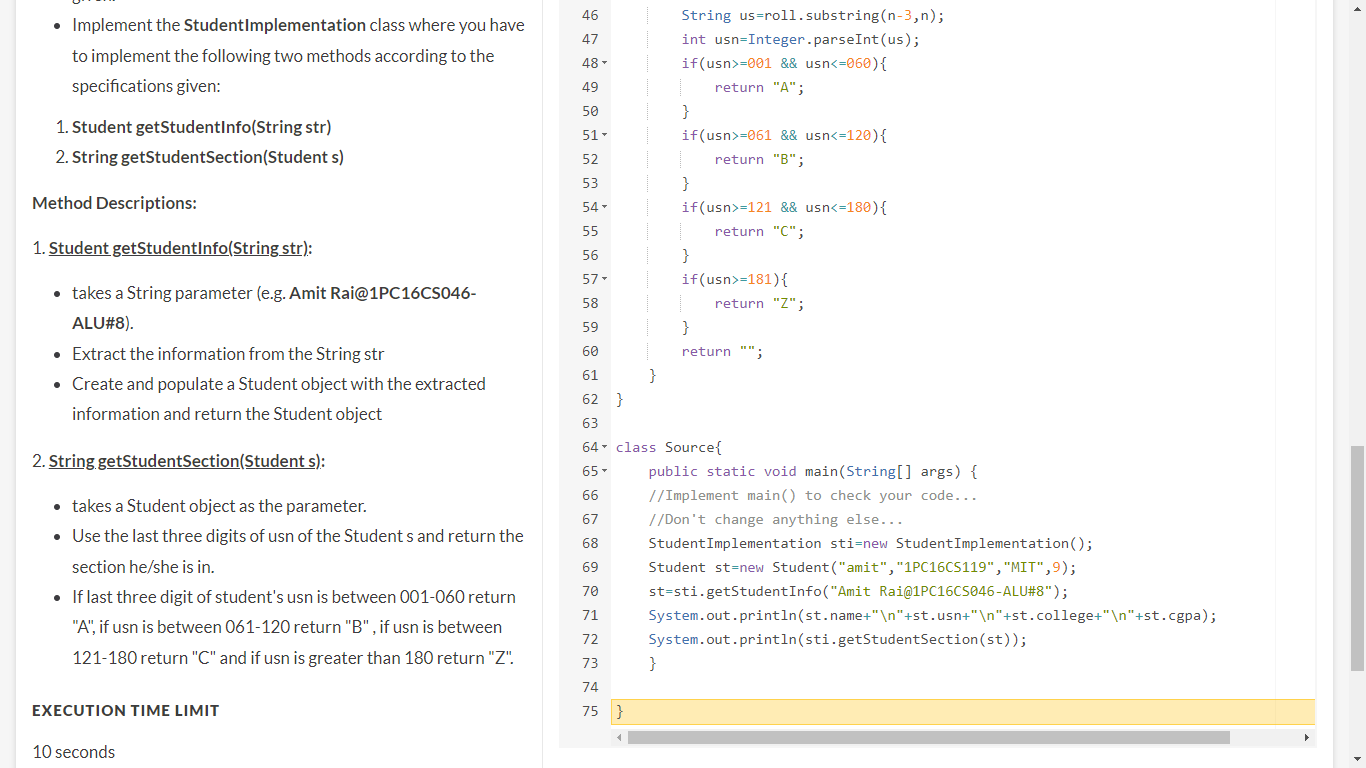 given:
• Implement the StudentImplementation class where you have
to implement the following two methods according to the
specifications given:
1. Student getStudentInfo(String str)
2. String getStudentSection(Student s)
Method Descriptions:
1. Student getStudentInfo(String str):
• takes a String parameter (e.g. Amit Rai@1PC16CS046-
ALU#8).
• Extract the information from the String str
• Create and populate a Student object with the extracted
information and return the Student object
2. String getStudentSection(Student s):
• takes a Student object as the parameter.
• Use the last three digits of usn of the Student s and return the
section he/she is in.
• If last three digit of student's usn is between 001-060 return
"A", if usn is between 061-120 return "B" , if usn is between
121-180 return "C" and if usn is greater than 180 return "Z".
EXECUTION TIME LIMIT
10 seconds
46 String us=roll.substring(n-3,n);
47 int usn=Integer.parseInt(us);
48 if(usn>=001 && usn<=060){
49 return "A";
50 }
51 if(usn>=061 && usn<=120){
52 return "B";
53 }
54 if(usn>=121 && usn<=180){
55 return "C";
56 }
57 if(usn>=181){
58 return "Z";
59 }
60 return "";
61 }
62 }
63
64 class Source{
65 public static void main(String[] args) {
66 //Implement main() to check your code...
67 //Don't change anything else...
68 StudentImplementation sti=new StudentImplementation();
69 Student st=new Student("amit","1PC16CS119","MIT",9);
70 st=sti.getStudentInfo("Amit Rai@1PC16CS046-ALU#8");
71 System.out.println(st.name+"\n"+st.usn+"\n"+st.college+"\n"+st.cgpa);
72 System.out.println(sti.getStudentSection(st));
73 }
74
75 }